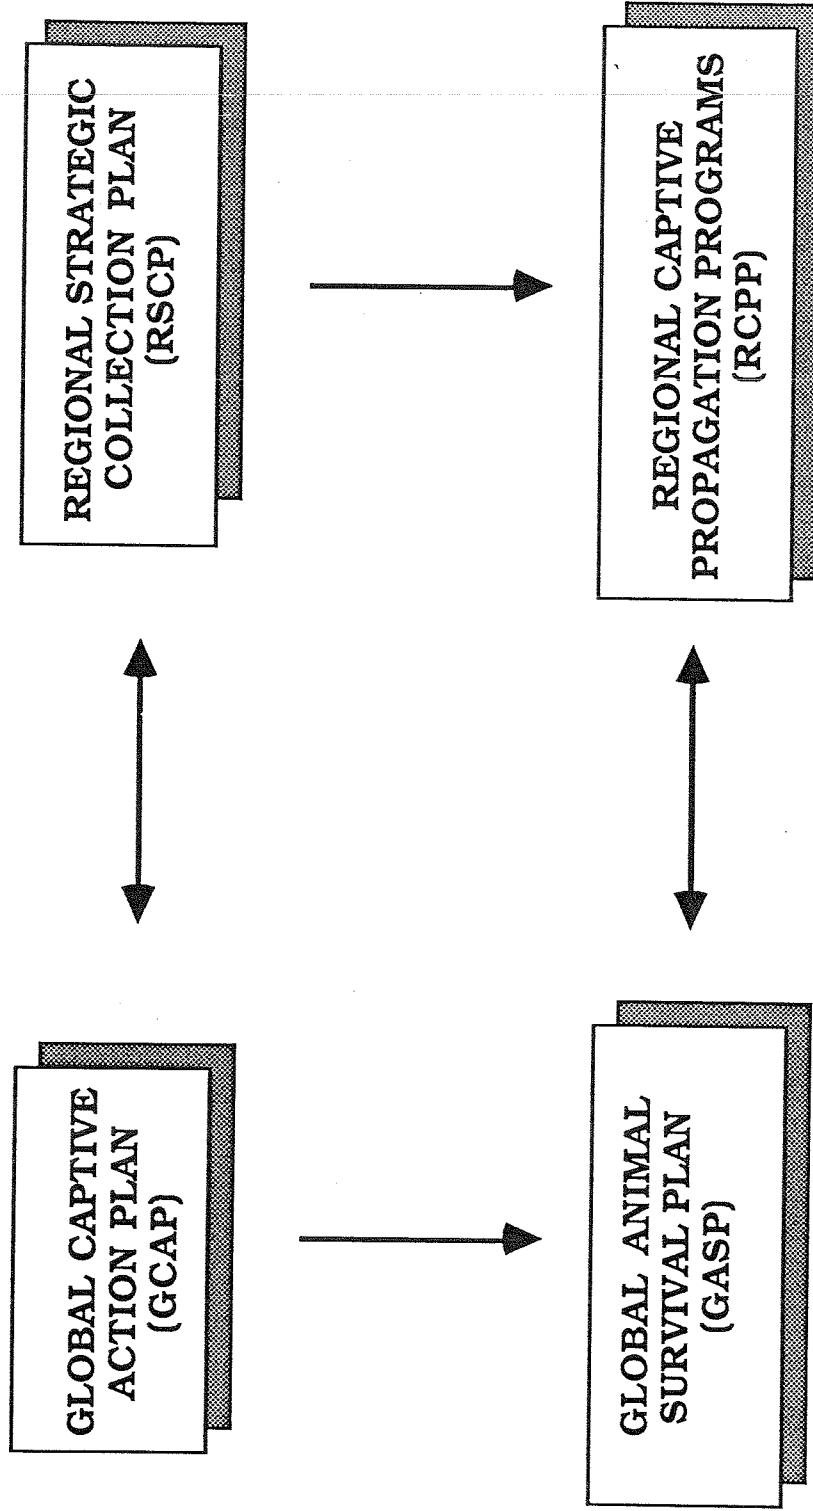 GLOBAL CAPTIVE
ACTION PLAN
(GCAP)
REGIONAL STRATEGIC
COLLECTION PLAN
(RSCP)
GLOBAL ANIMAL
SURVIVAL PLAN
(GASP)
REGIONAL CAPTIVE
PROPAGATION PROGRAMS
(RCPP)